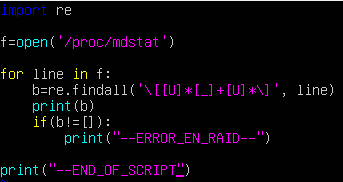 import re

f=open('/proc/mdstat')

for line in f:
    b=re.findall('\[[U]*[_]+[U]*\]', line)
    print(b)
    if(b!=[]):
        print("--ERROR_EN_RAID--")

print("--END_OF_SCRIPT")